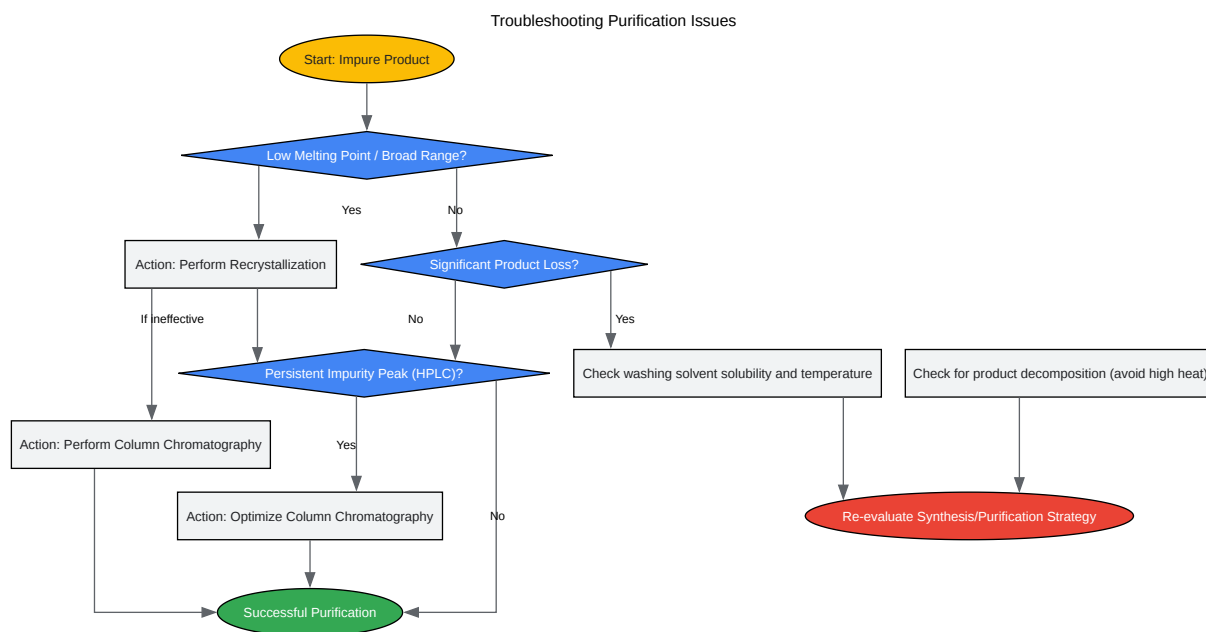 Troubleshooting Purification Issues
Start: Impure Product
Low Melting Point / Broad Range?
Yes
No
Action: Perform Recrystallization
Significant Product Loss?
If ineffective
No
Yes
Persistent Impurity Peak (HPLC)?
Check washing solvent solubility and temperature
Check for product decomposition (avoid high heat)
Action: Perform Column Chromatography
Yes
Action: Optimize Column Chromatography
No
Re-evaluate Synthesis/Purification Strategy
Successful Purification